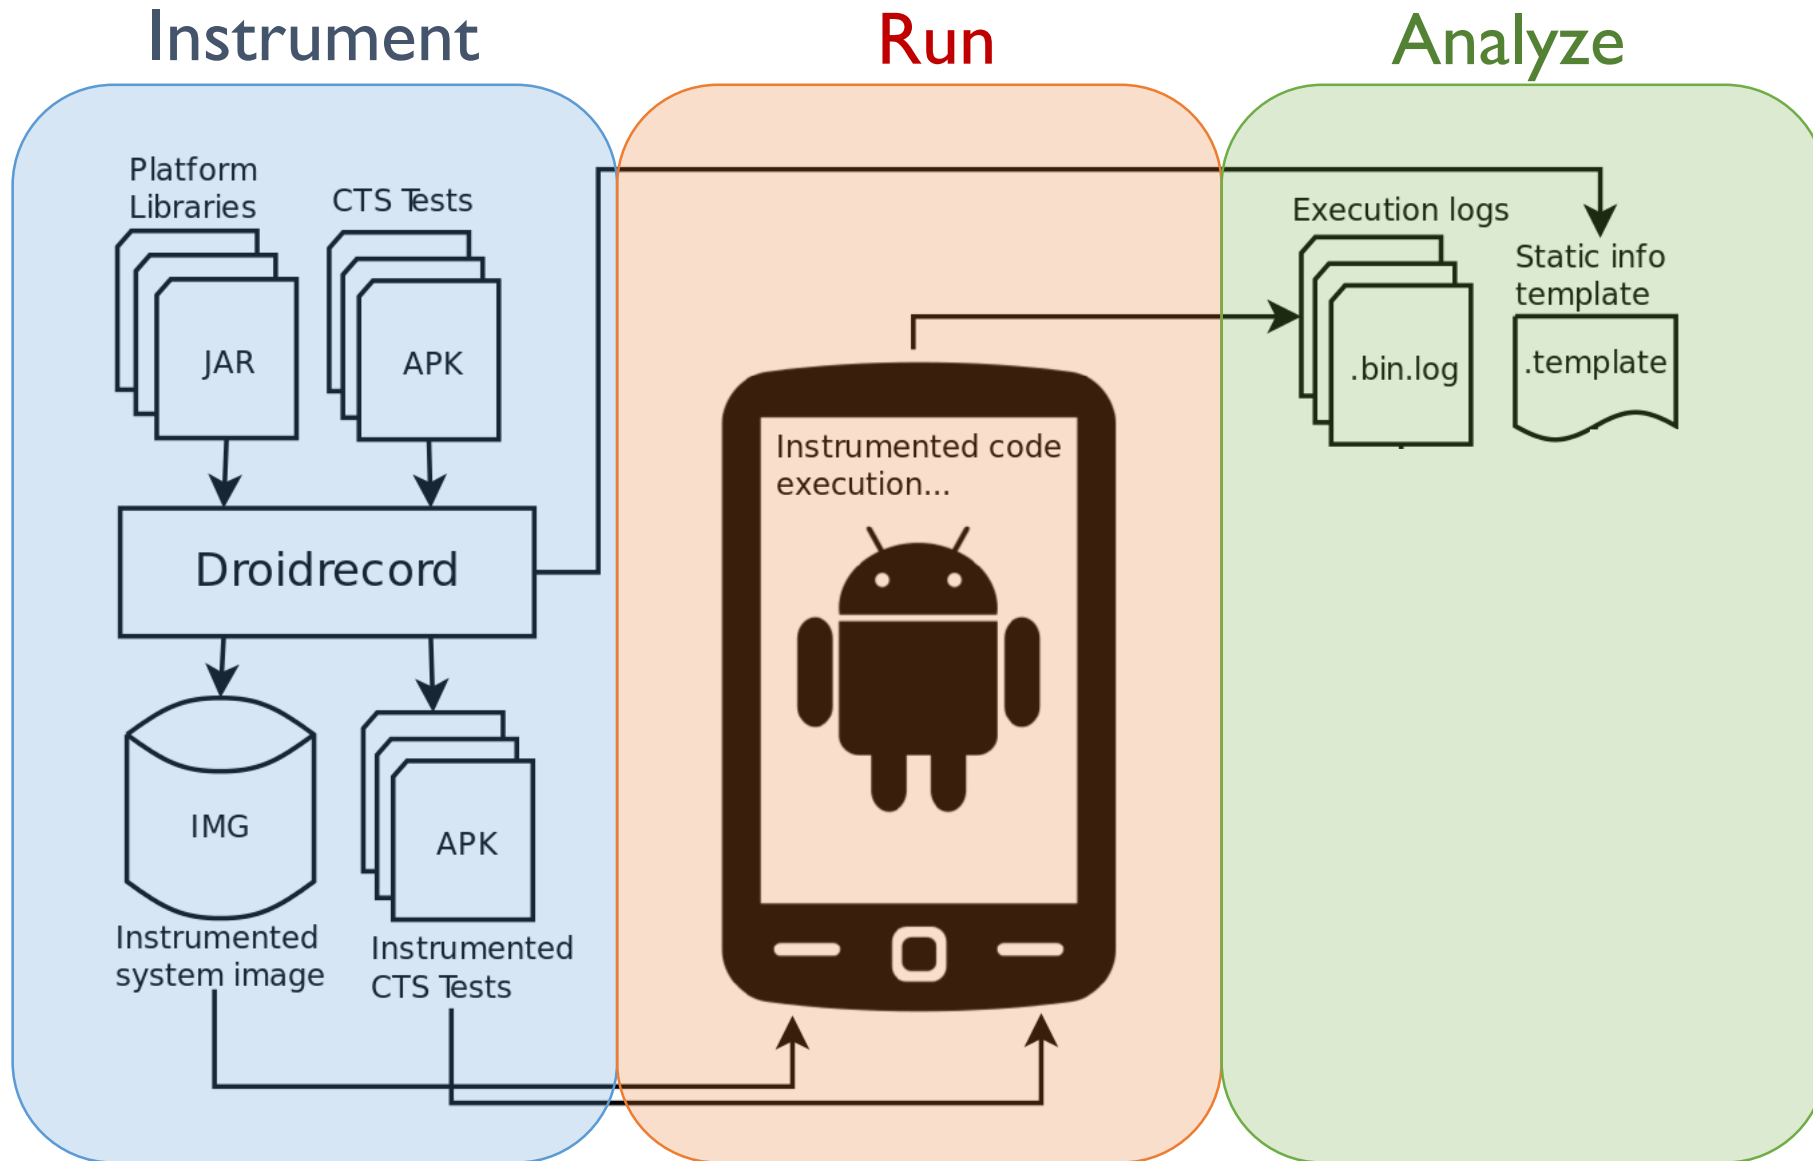 Instrument
Run
Analyze
Platform
Libraries
CTS Tests
JAR
APK
Droidrecord
IMG
APK
Instrumented
system image
Instrumented
CTS Tests
Instrumented code
execution...
Execution logs
.bin.log
Static info
template
.template